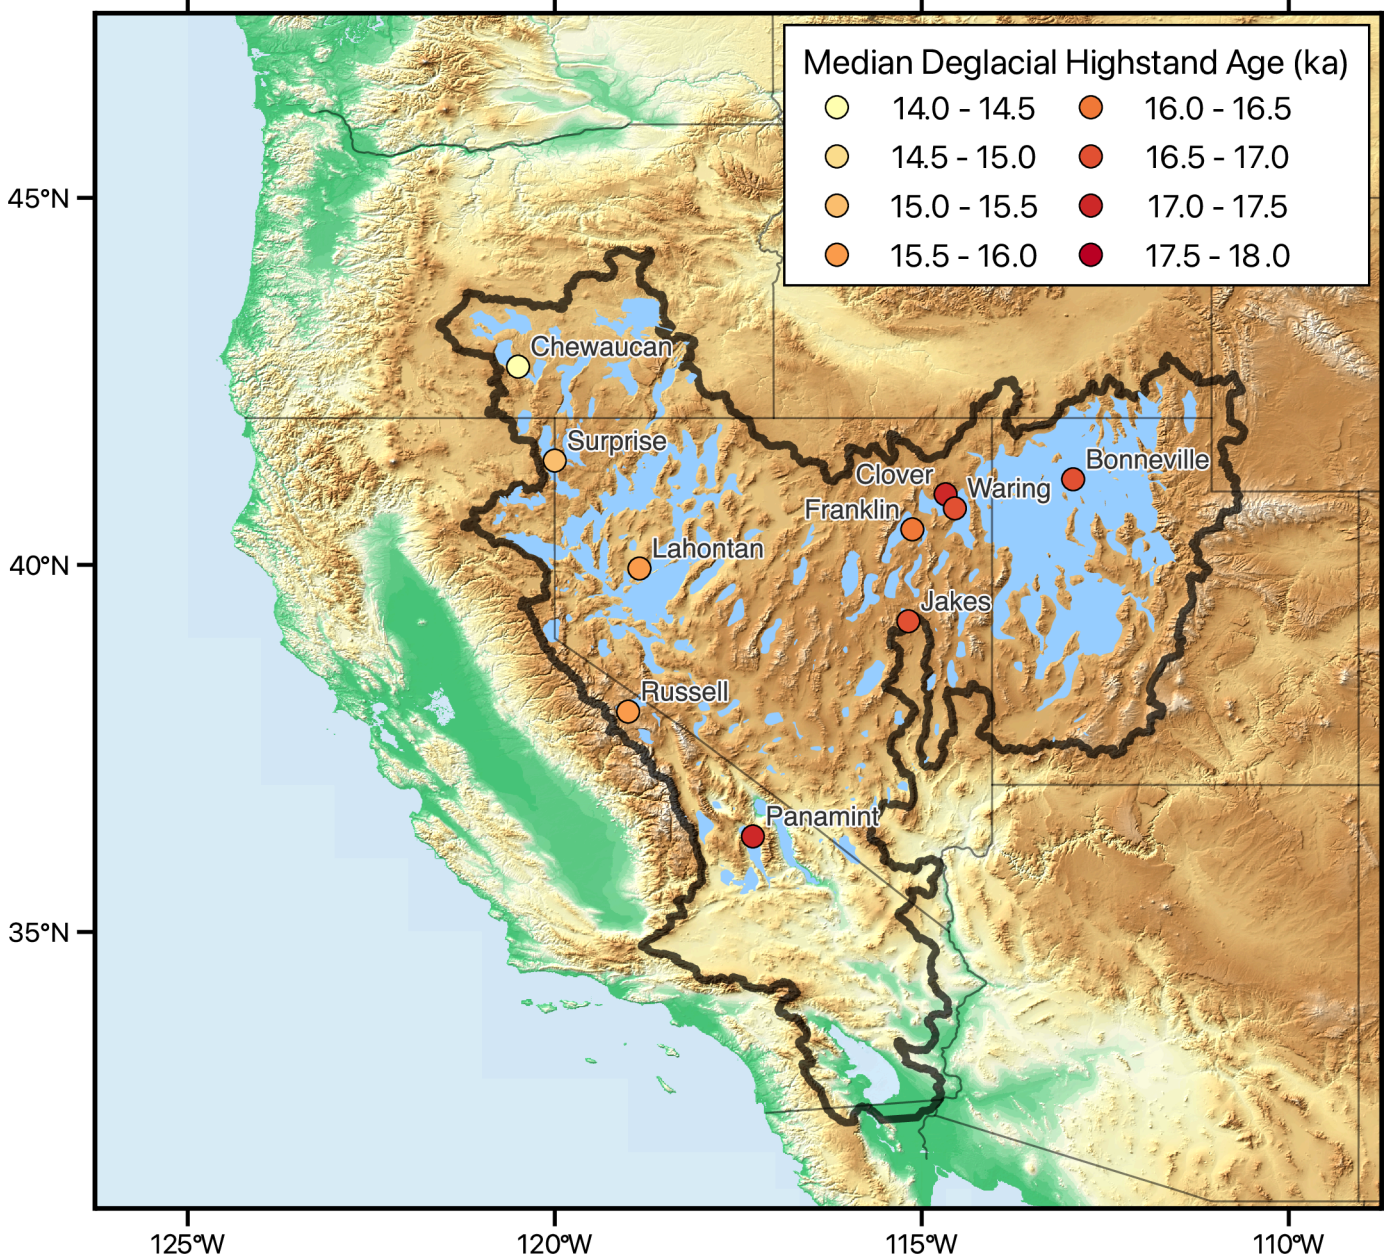 Median Deglacial Highstand Age (ka)
14.0 - 14.5 16.0 - 16.5
14.5 - 15.0 16.5 - 17.0
15.0 - 15.5 17.0 - 17.5
15.5 - 16.0 17.5 - 18.0
45°N
Chewaucan
Surprise
Bonneville
Clover
Waring
Franklin
Lahontan
40°N
Jakes
Russell
Panamint
35°N
125°W 120°W 115°W 110°W